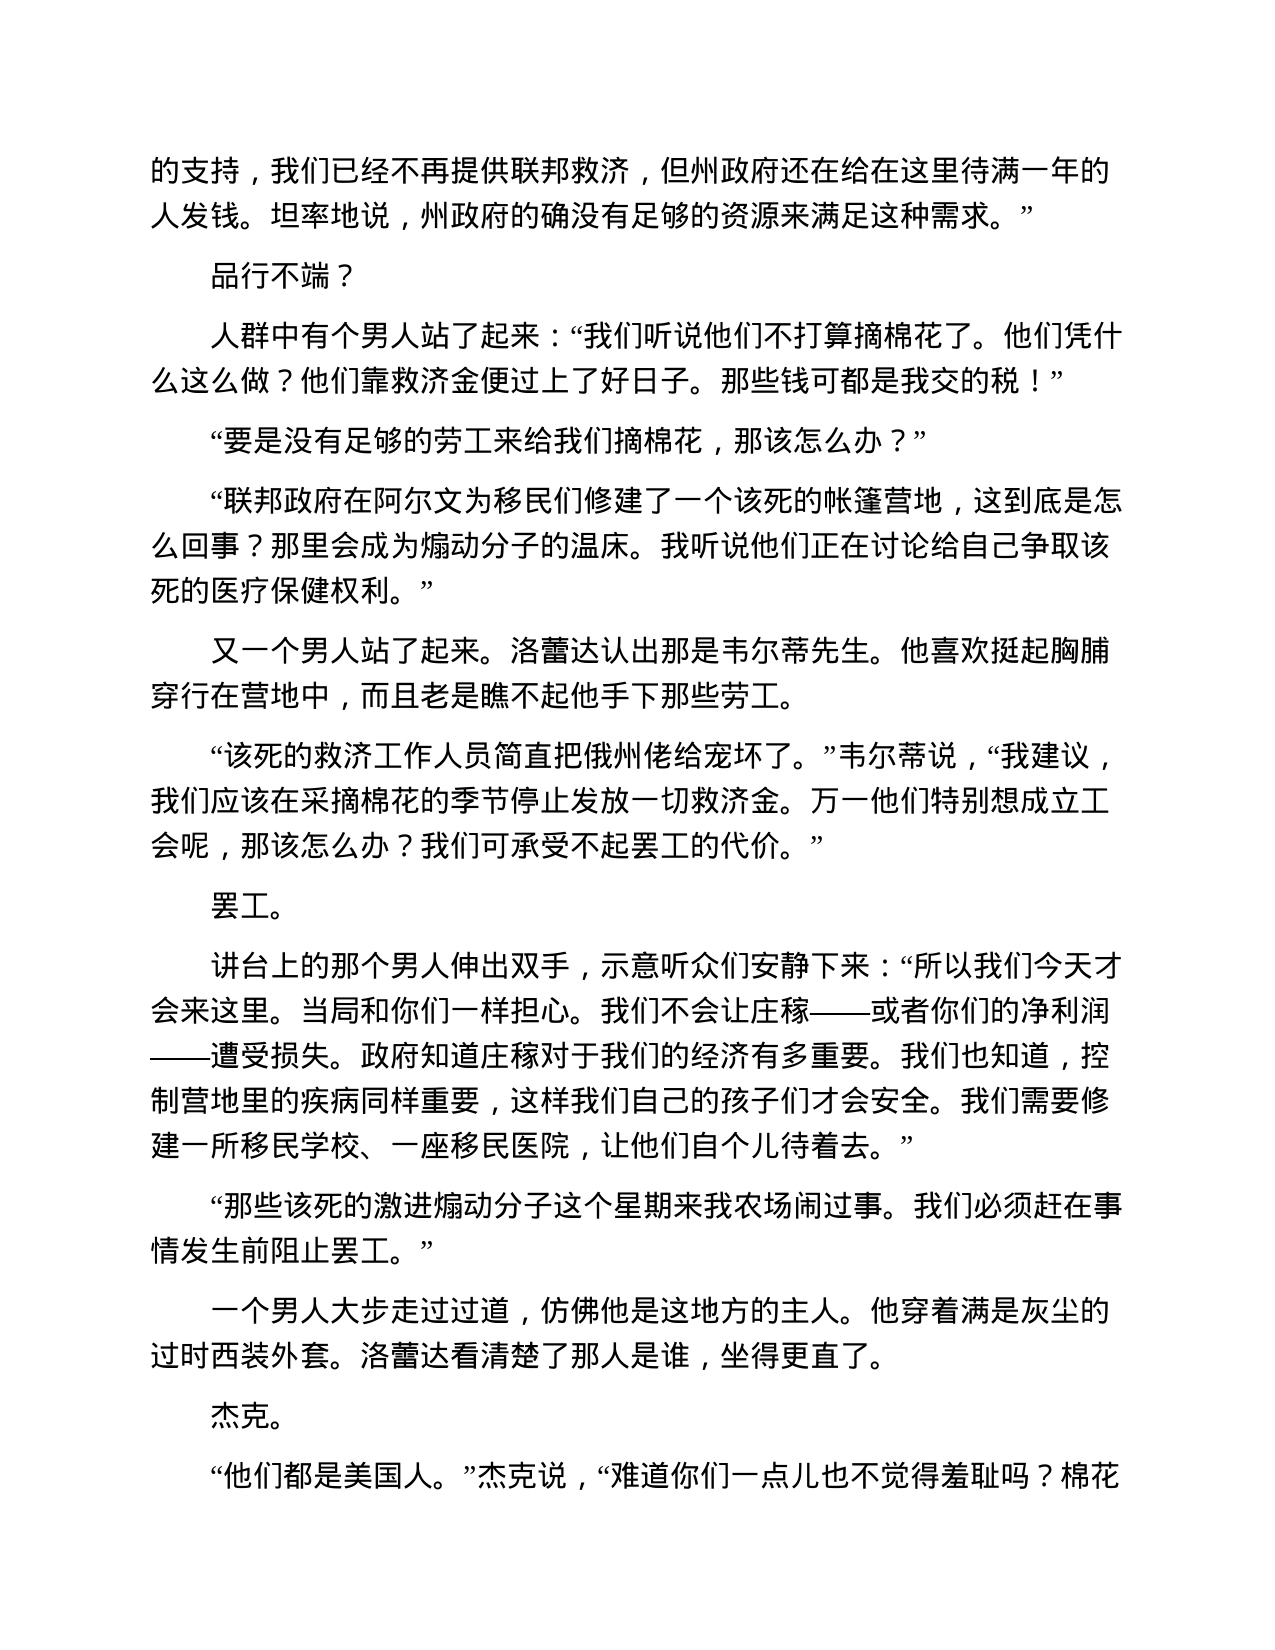 的支持，我们已经不再提供联邦救济，但州政府还在给在这里待满一年的
人发钱。坦率地说，州政府的确没有足够的资源来满足这种需求。”
品行不端？
人群中有个男人站了起来：“我们听说他们不打算摘棉花了。他们凭什
么这么做？他们靠救济金便过上了好日子。那些钱可都是我交的税！”
“要是没有足够的劳工来给我们摘棉花，那该怎么办？”
“联邦政府在阿尔文为移民们修建了一个该死的帐篷营地，这到底是怎
么回事？那里会成为煽动分子的温床。我听说他们正在讨论给自己争取该
死的医疗保健权利。”
又一个男人站了起来。洛蕾达认出那是韦尔蒂先生。他喜欢挺起胸脯
穿行在营地中，而且老是瞧不起他手下那些劳工。
“该死的救济工作人员简直把俄州佬给宠坏了。”韦尔蒂说，“我建议，
我们应该在采摘棉花的季节停止发放一切救济金。万一他们特别想成立工
会呢，那该怎么办？我们可承受不起罢工的代价。”
罢工。
讲台上的那个男人伸出双手，示意听众们安静下来：“所以我们今天才
会来这里。当局和你们一样担心。我们不会让庄稼——或者你们的净利润
——遭受损失。政府知道庄稼对于我们的经济有多重要。我们也知道，控
制营地里的疾病同样重要，这样我们自己的孩子们才会安全。我们需要修
建一所移民学校、一座移民医院，让他们自个儿待着去。”
“那些该死的激进煽动分子这个星期来我农场闹过事。我们必须赶在事
情发生前阻止罢工。”
一个男人大步走过过道，仿佛他是这地方的主人。他穿着满是灰尘的
过时西装外套。洛蕾达看清楚了那人是谁，坐得更直了。
杰克。
“他们都是美国人。”杰克说，“难道你们一点儿也不觉得羞耻吗？棉花